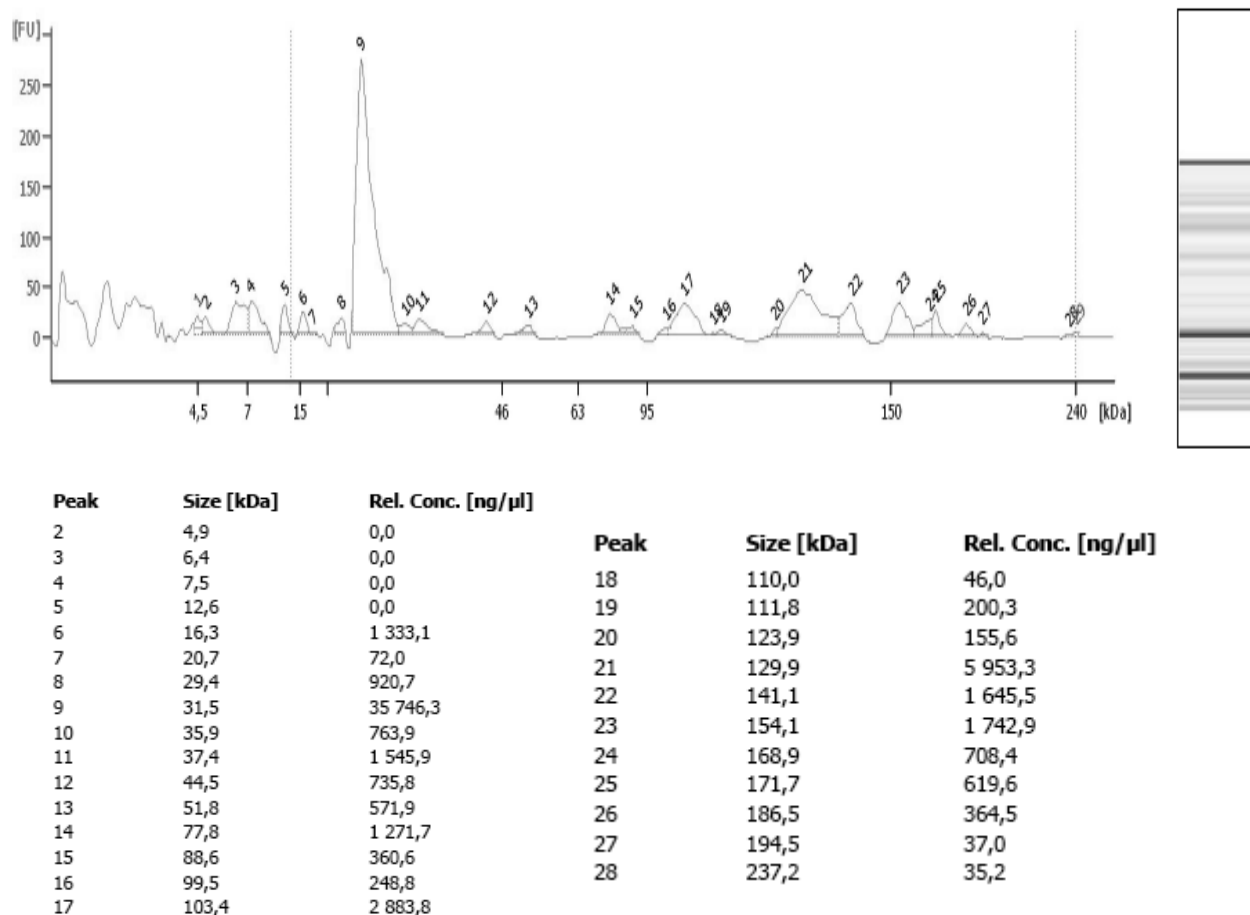 [FU]
250
200
150
100
50
0
1 2 3 4 5 6 7 8 9 10 11 12 13 14 15 16 17 18 19 20 21 22 23 24 25 26 27 28 29
4,5 7 15 46 63 95 150 240 [kDa]
Peak Size [kDa] Rel. Conc. [ng/µl]
2 4,9 0,0
3 6,4 0,0
4 7,5 0,0
5 12,6 0,0
6 16,3 1 333,1
7 20,7 72,0
8 29,4 920,7
9 31,5 35 746,3
10 35,9 763,9
11 37,4 1 545,9
12 44,5 735,8
13 51,8 571,9
14 77,8 1 271,7
15 88,6 360,6
16 99,5 248,8
17 103,4 2 883,8
Peak Size [kDa] Rel. Conc. [ng/µl]
18 110,0 46,0
19 111,8 200,3
20 123,9 155,6
21 129,9 5 953,3
22 141,1 1 645,5
23 154,1 1 742,9
24 168,9 708,4
25 171,7 619,6
26 186,5 364,5
27 194,5 37,0
28 237,2 35,2